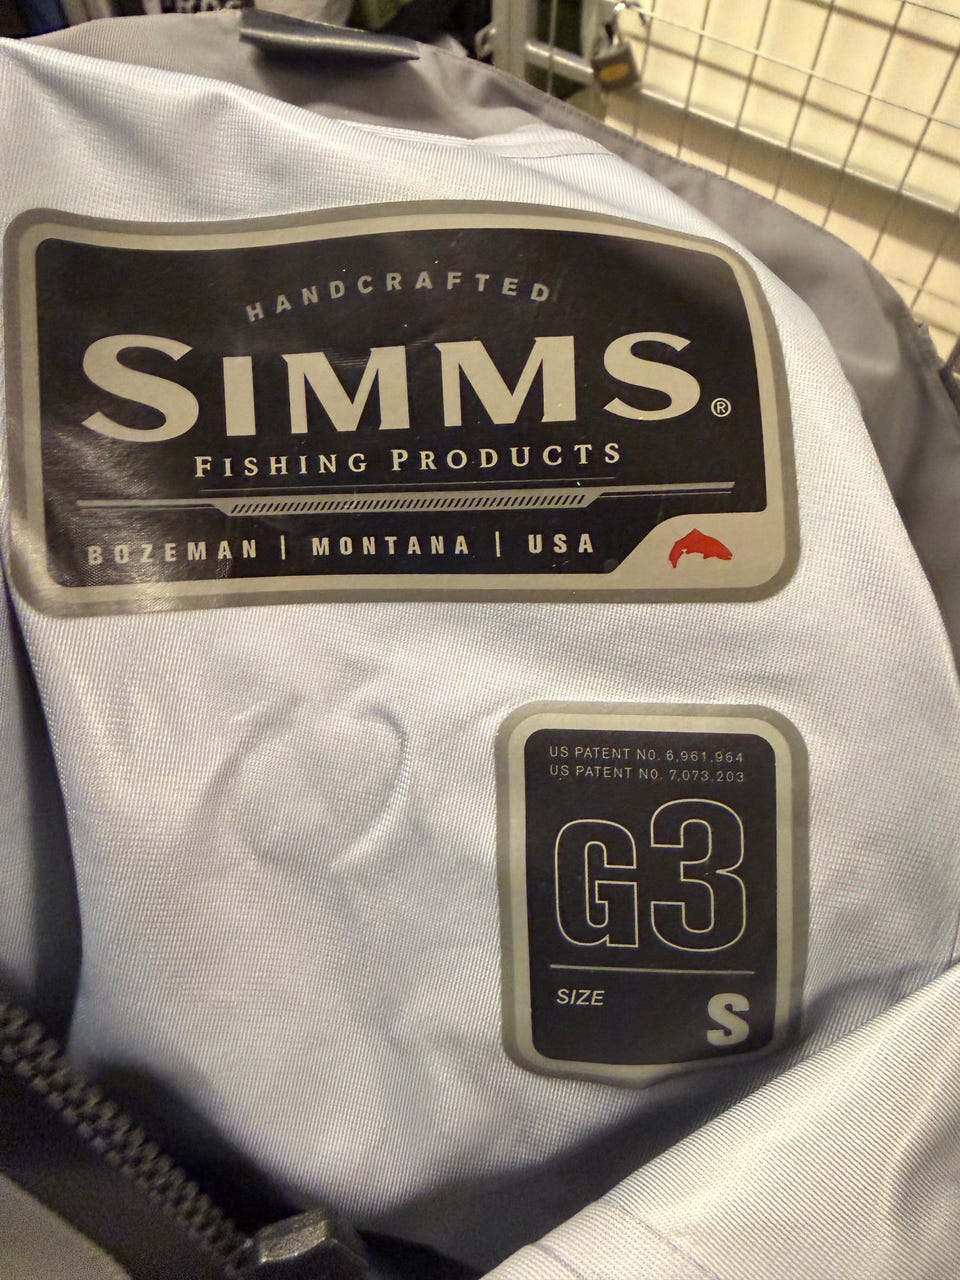 HANDCRAFTED
SIMMS®
FISHING PRODUCTS
BOZEMAN | MONTANA | USA
US PATENT NO. 6,961,964
US PATENT NO. 7,073,203
G3
SIZE
S